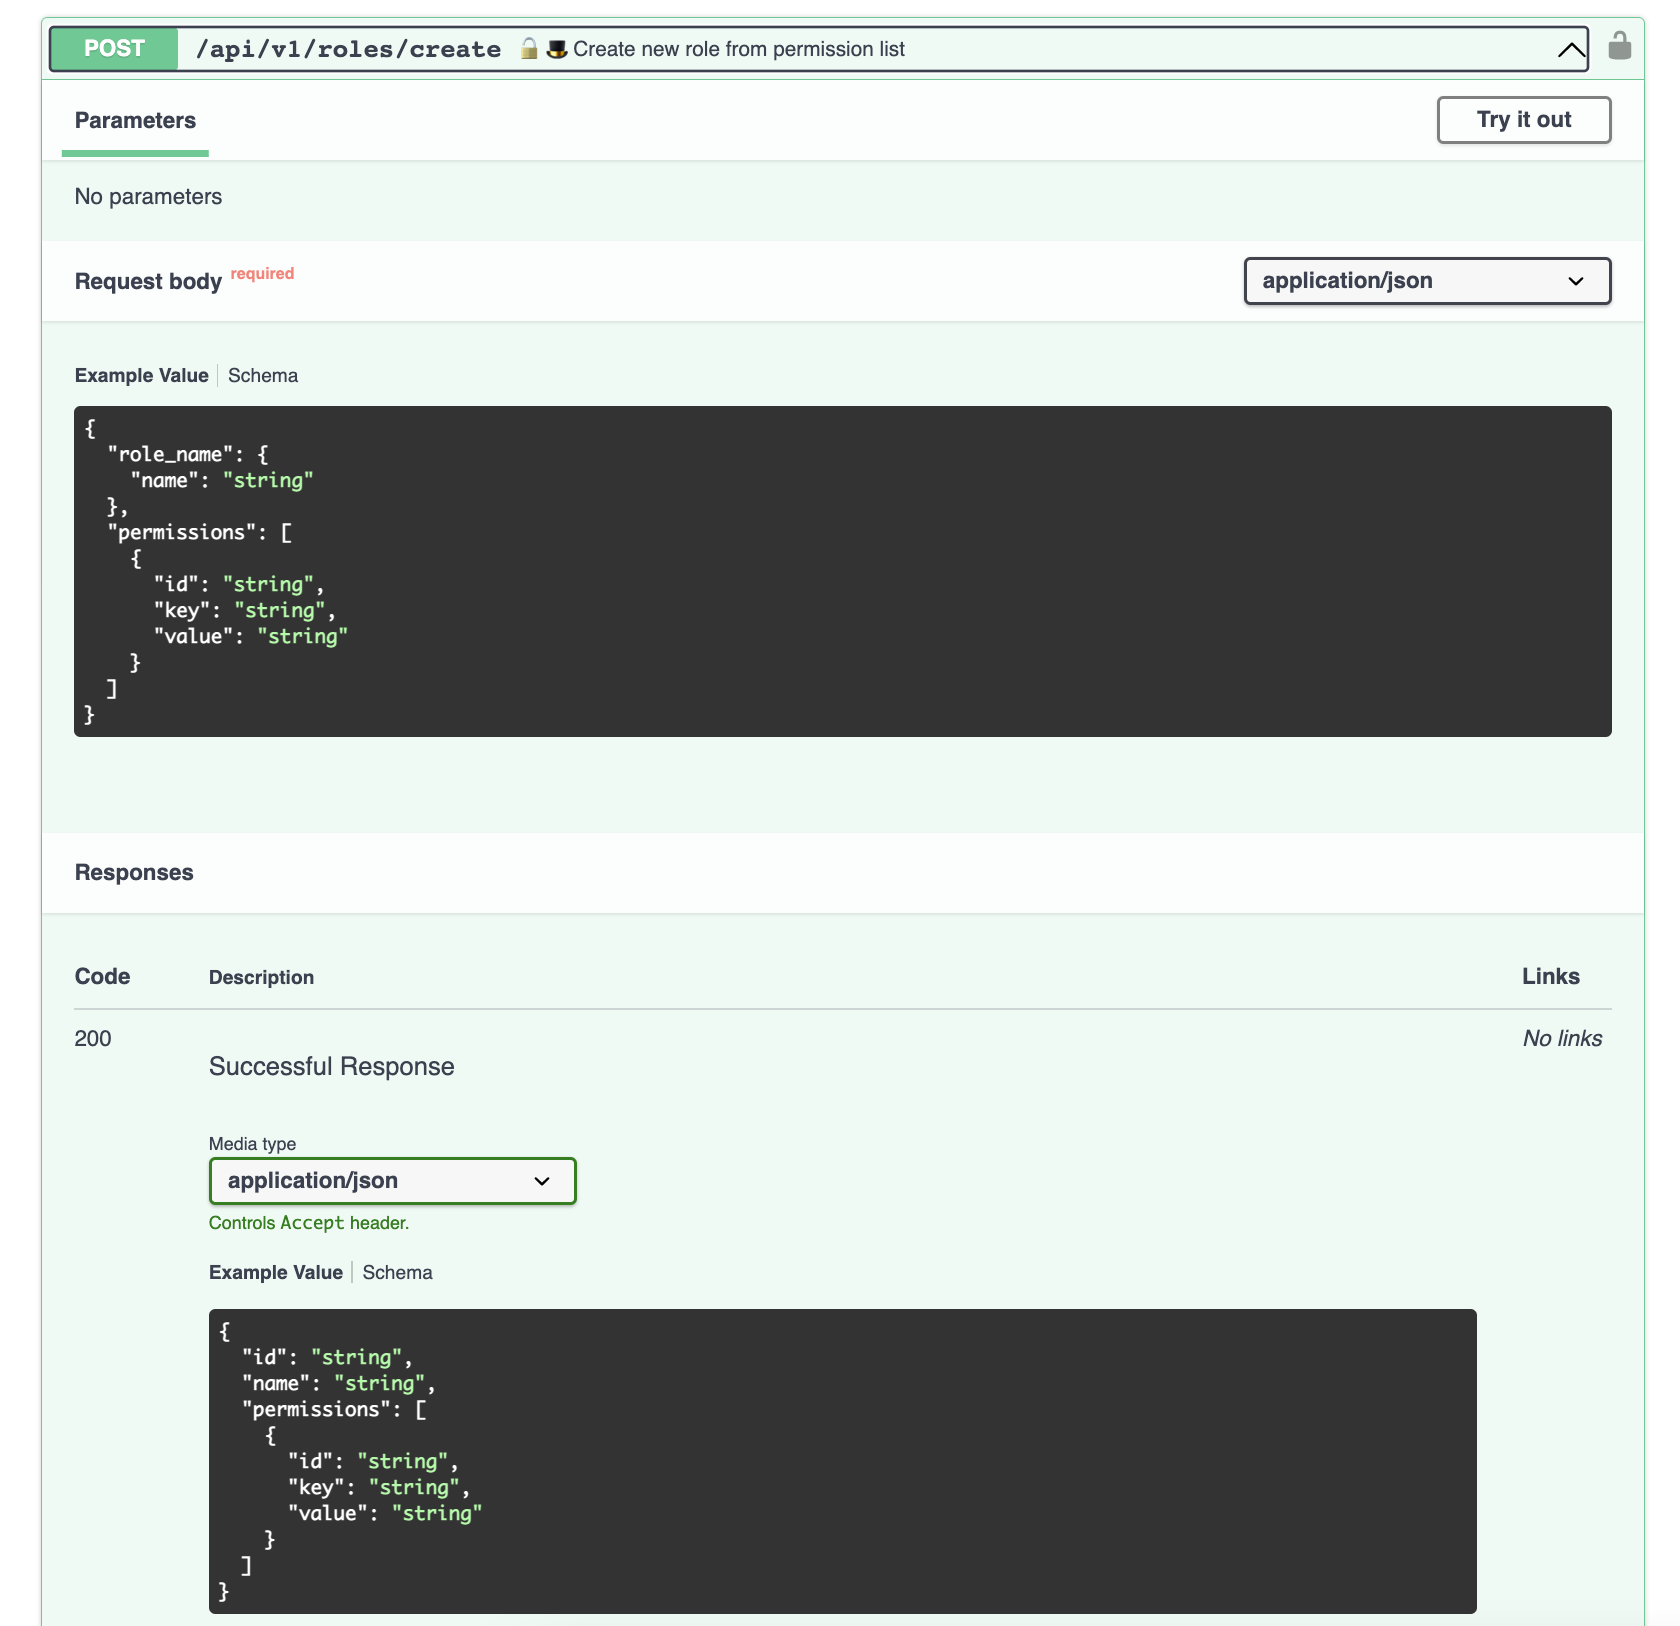 POST /api/v1/roles/create 🔒 🎩 Create new role from permission list
Parameters
Try it out
No parameters
Request body required
application/json
Example Value Schema
{
  "role_name": {
    "name": "string"
  },
  "permissions": [
    {
      "id": "string",
      "key": "string",
      "value": "string"
    }
  ]
}
Responses
Code Description Links
200 No links
Successful Response
Media type
application/json
Controls Accept header.
Example Value Schema
{
  "id": "string",
  "name": "string",
  "permissions": [
    {
      "id": "string",
      "key": "string",
      "value": "string"
    }
  ]
}